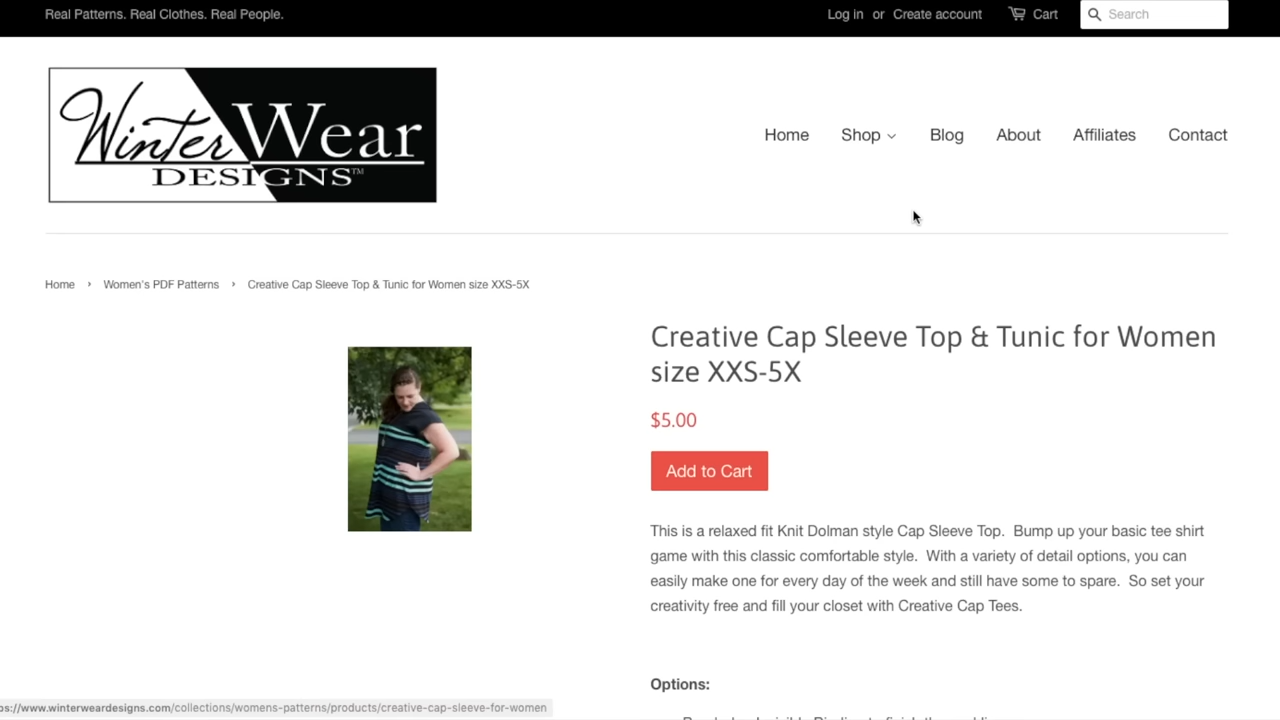 Real Patterns. Real Clothes. Real People.
Log in or Create account Cart Search
Winter Wear
DESIGNS™
Home Shop Blog About Affiliates Contact
Home › Women's PDF Patterns › Creative Cap Sleeve Top & Tunic for Women size XXS-5X
Creative Cap Sleeve Top & Tunic for Women
size XXS-5X
$5.00
Add to Cart
This is a relaxed fit Knit Dolman style Cap Sleeve Top. Bump up your basic tee shirt
game with this classic comfortable style. With a variety of detail options, you can
easily make one for every day of the week and still have some to spare. So set your
creativity free and fill your closet with Creative Cap Tees.
Options:
ps://www.winterweardesigns.com/collections/womens-patterns/products/creative-cap-sleeve-for-women